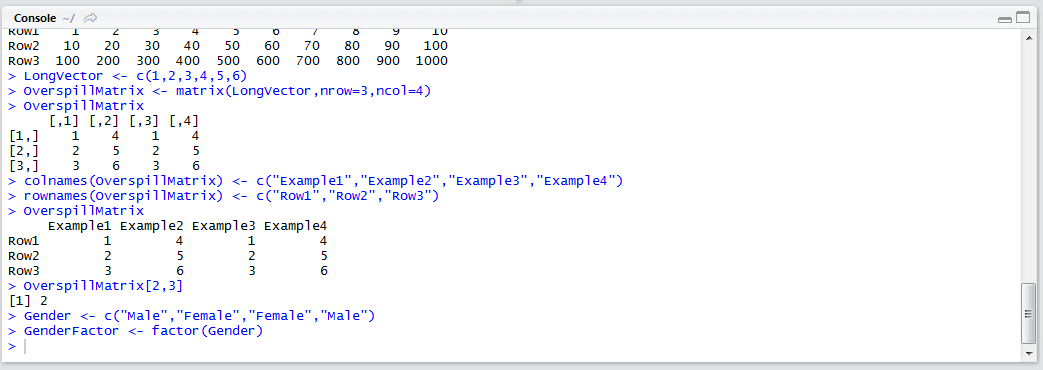 Console ~/
Row1 1 2 3 4 5 6 7 8 9 10
Row2 10 20 30 40 50 60 70 80 90 100
Row3 100 200 300 400 500 600 700 800 900 1000
> LongVector <- c(1,2,3,4,5,6)
> OverspillMatrix <- matrix(LongVector,nrow=3,ncol=4)
> OverspillMatrix
[,1] [,2] [,3] [,4]
[1,] 1 4 1 4
[2,] 2 5 2 5
[3,] 3 6 3 6
> colnames(OverspillMatrix) <- c("Example1","Example2","Example3","Example4")
> rownames(OverspillMatrix) <- c("Row1","Row2","Row3")
> OverspillMatrix
Example1 Example2 Example3 Example4
Row1 1 4 1 4
Row2 2 5 2 5
Row3 3 6 3 6
> OverspillMatrix[2,3]
[1] 2
> Gender <- c("Male","Female","Female","Male")
> GenderFactor <- factor(Gender)
>